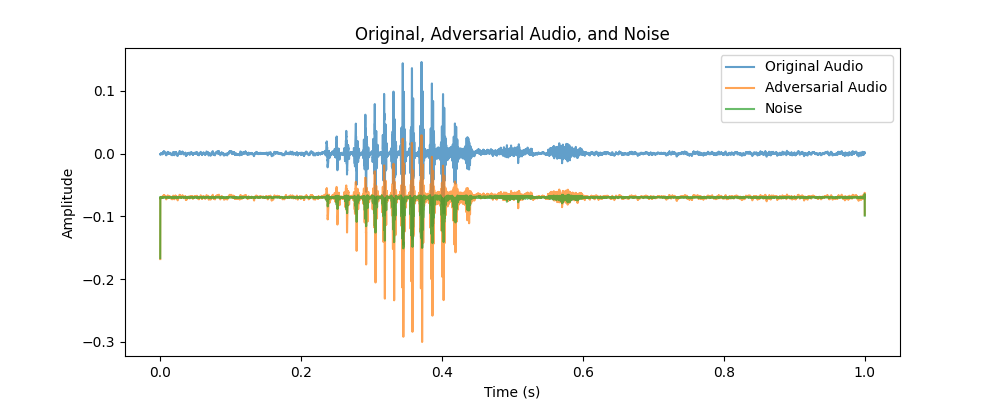 Original, Adversarial Audio, and Noise
Original Audio
Adversarial Audio
Noise
0.1
0.0
−0.1
−0.2
−0.3
Amplitude
0.0 0.2 0.4 0.6 0.8 1.0
Time (s)